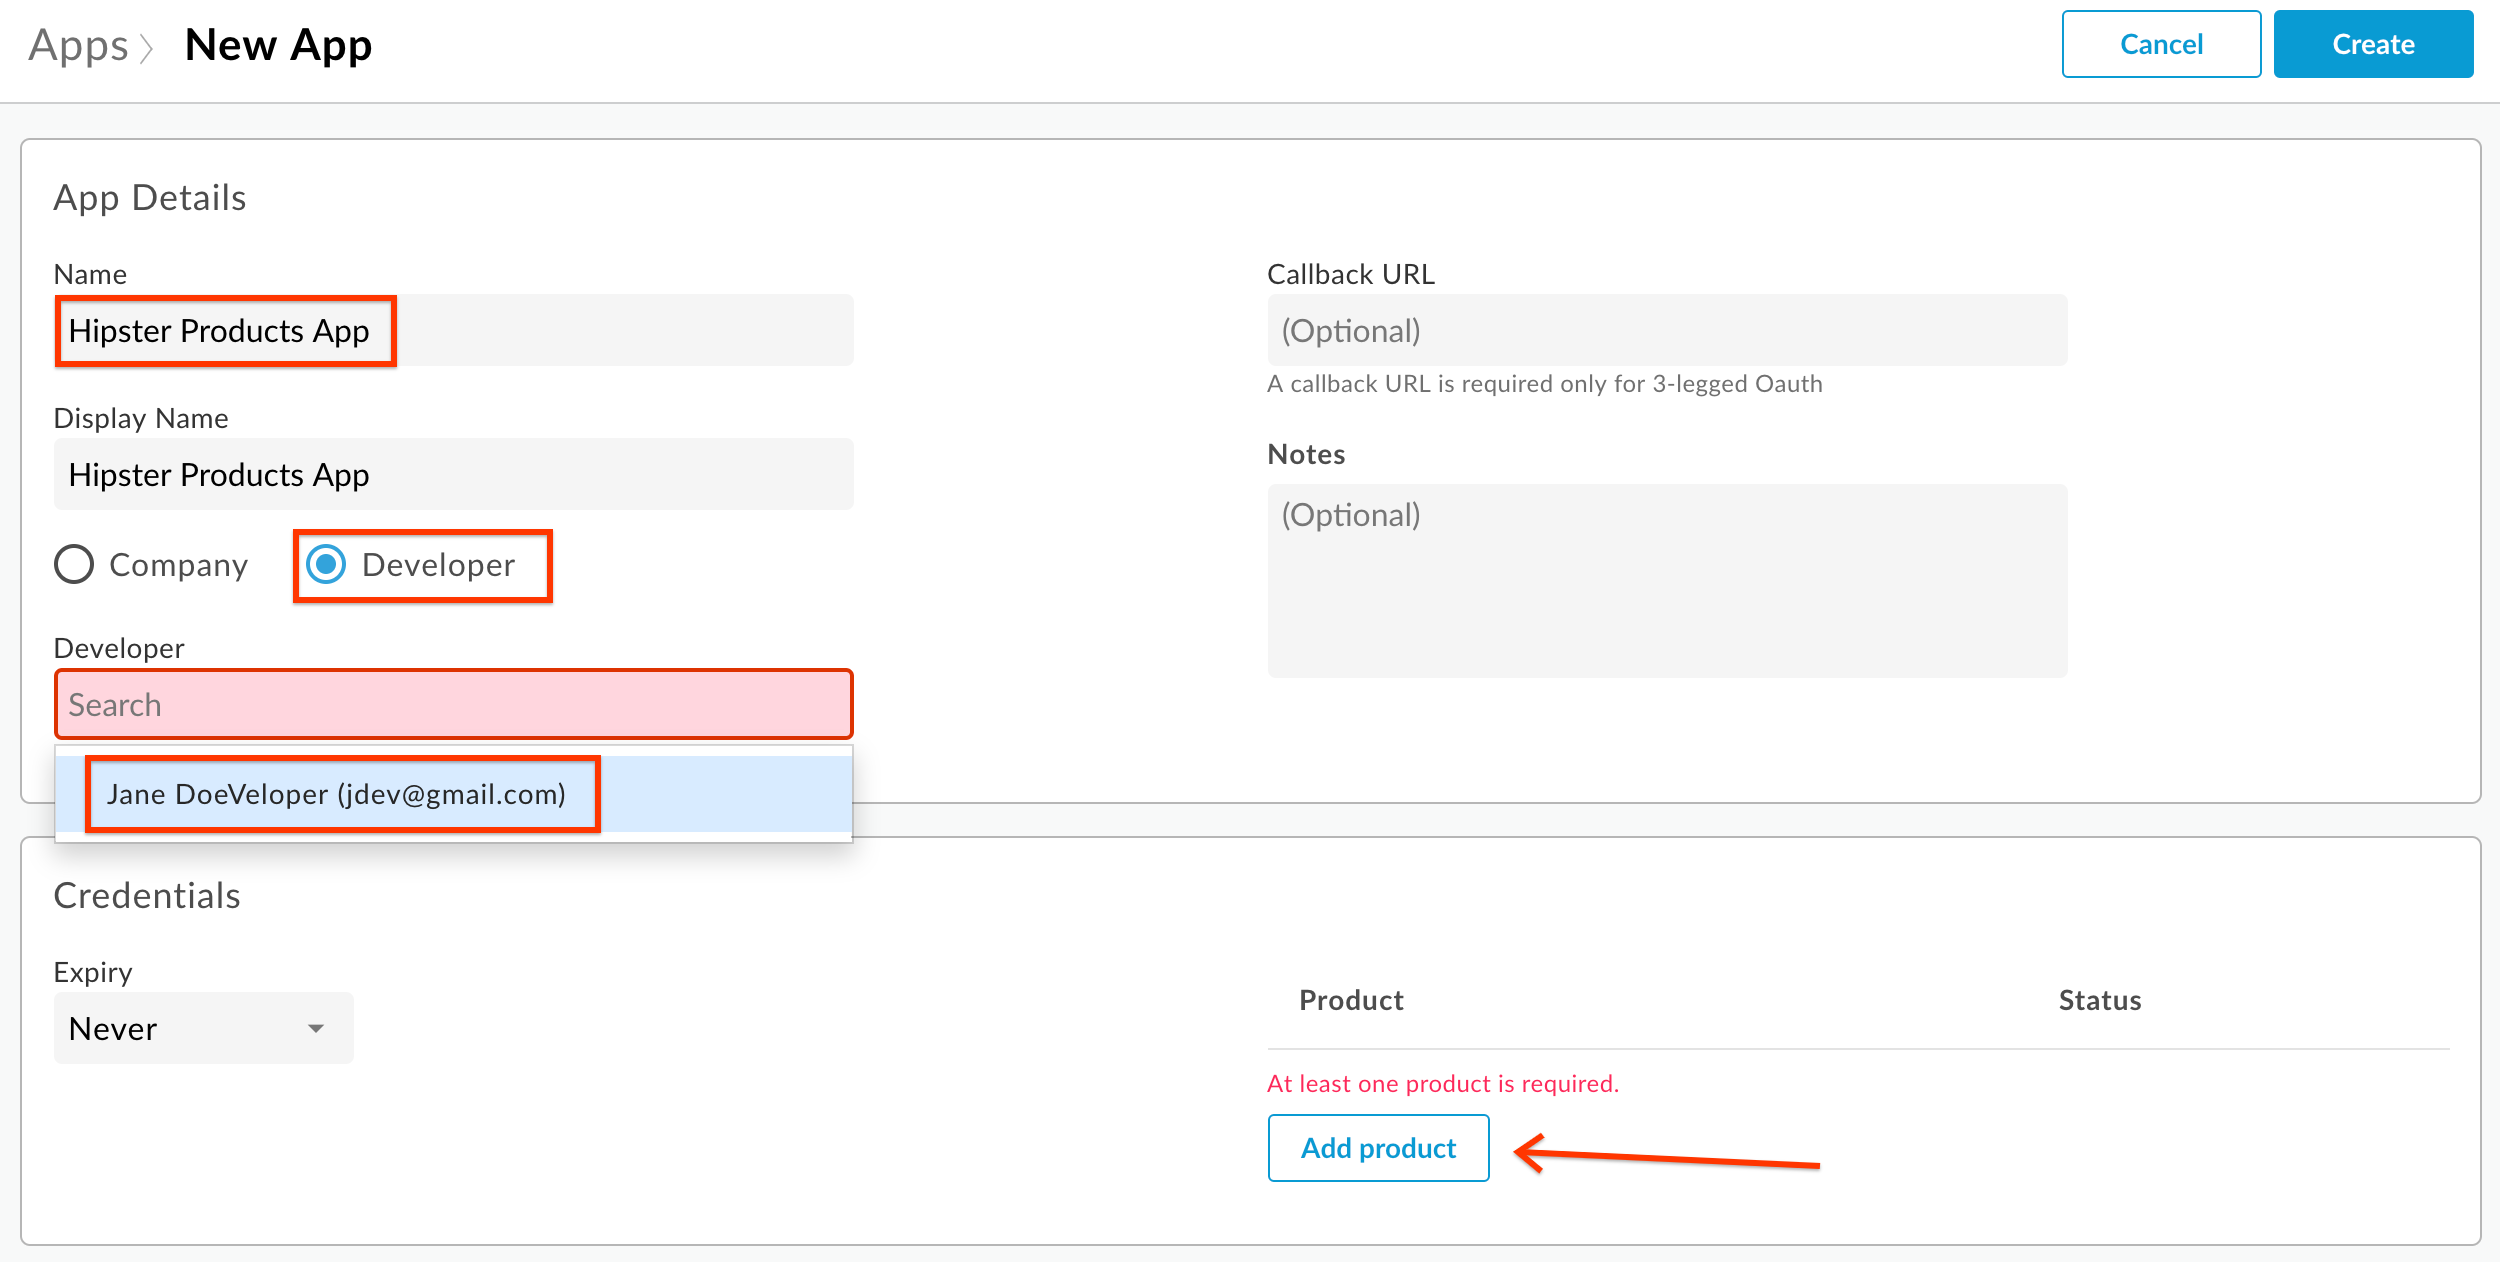 Apps
New App
Cancel
Create
App Details
Name
Hipster Products App
Display Name
Hipster Products App
Company
Developer
Developer
Search
Jane DoeVeloper (jdev@gmail.com)
Callback URL
(Optional)
A callback URL is required only for 3-legged Oauth
Notes
(Optional)
Credentials
Expiry
Never
Product
Status
At least one product is required.
Add product